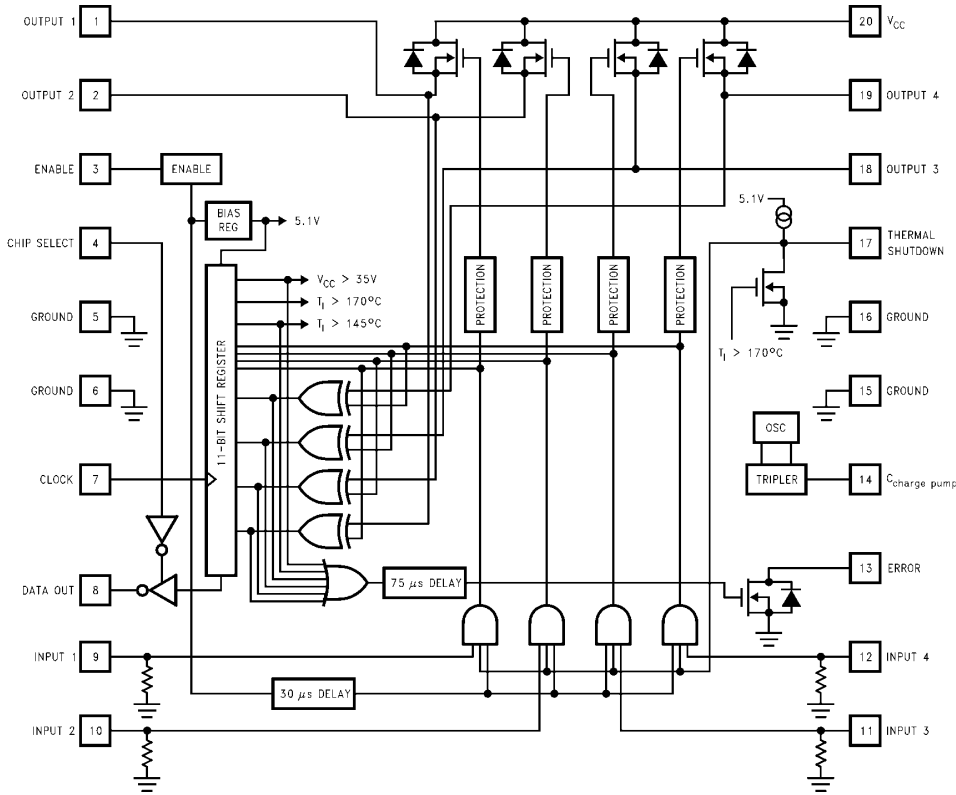 OUTPUT 1 1
20 VCC
OUTPUT 2 2
19 OUTPUT 4
ENABLE 3 ENABLE
18 OUTPUT 3
BIAS REG
5.1V
5.1V
CHIP SELECT 4
17 THERMAL SHUTDOWN
VCC > 35V
TI > 170°C
TI > 145°C
PROTECTION
PROTECTION
PROTECTION
PROTECTION
GROUND 5
16 GROUND
TI > 170°C
11-BIT SHIFT REGISTER
GROUND 6
15 GROUND
OSC
CLOCK 7
TRIPLER
14 Ccharge pump
DATA OUT 8
75 μs DELAY
13 ERROR
INPUT 1 9
12 INPUT 4
30 μs DELAY
INPUT 2 10
11 INPUT 3